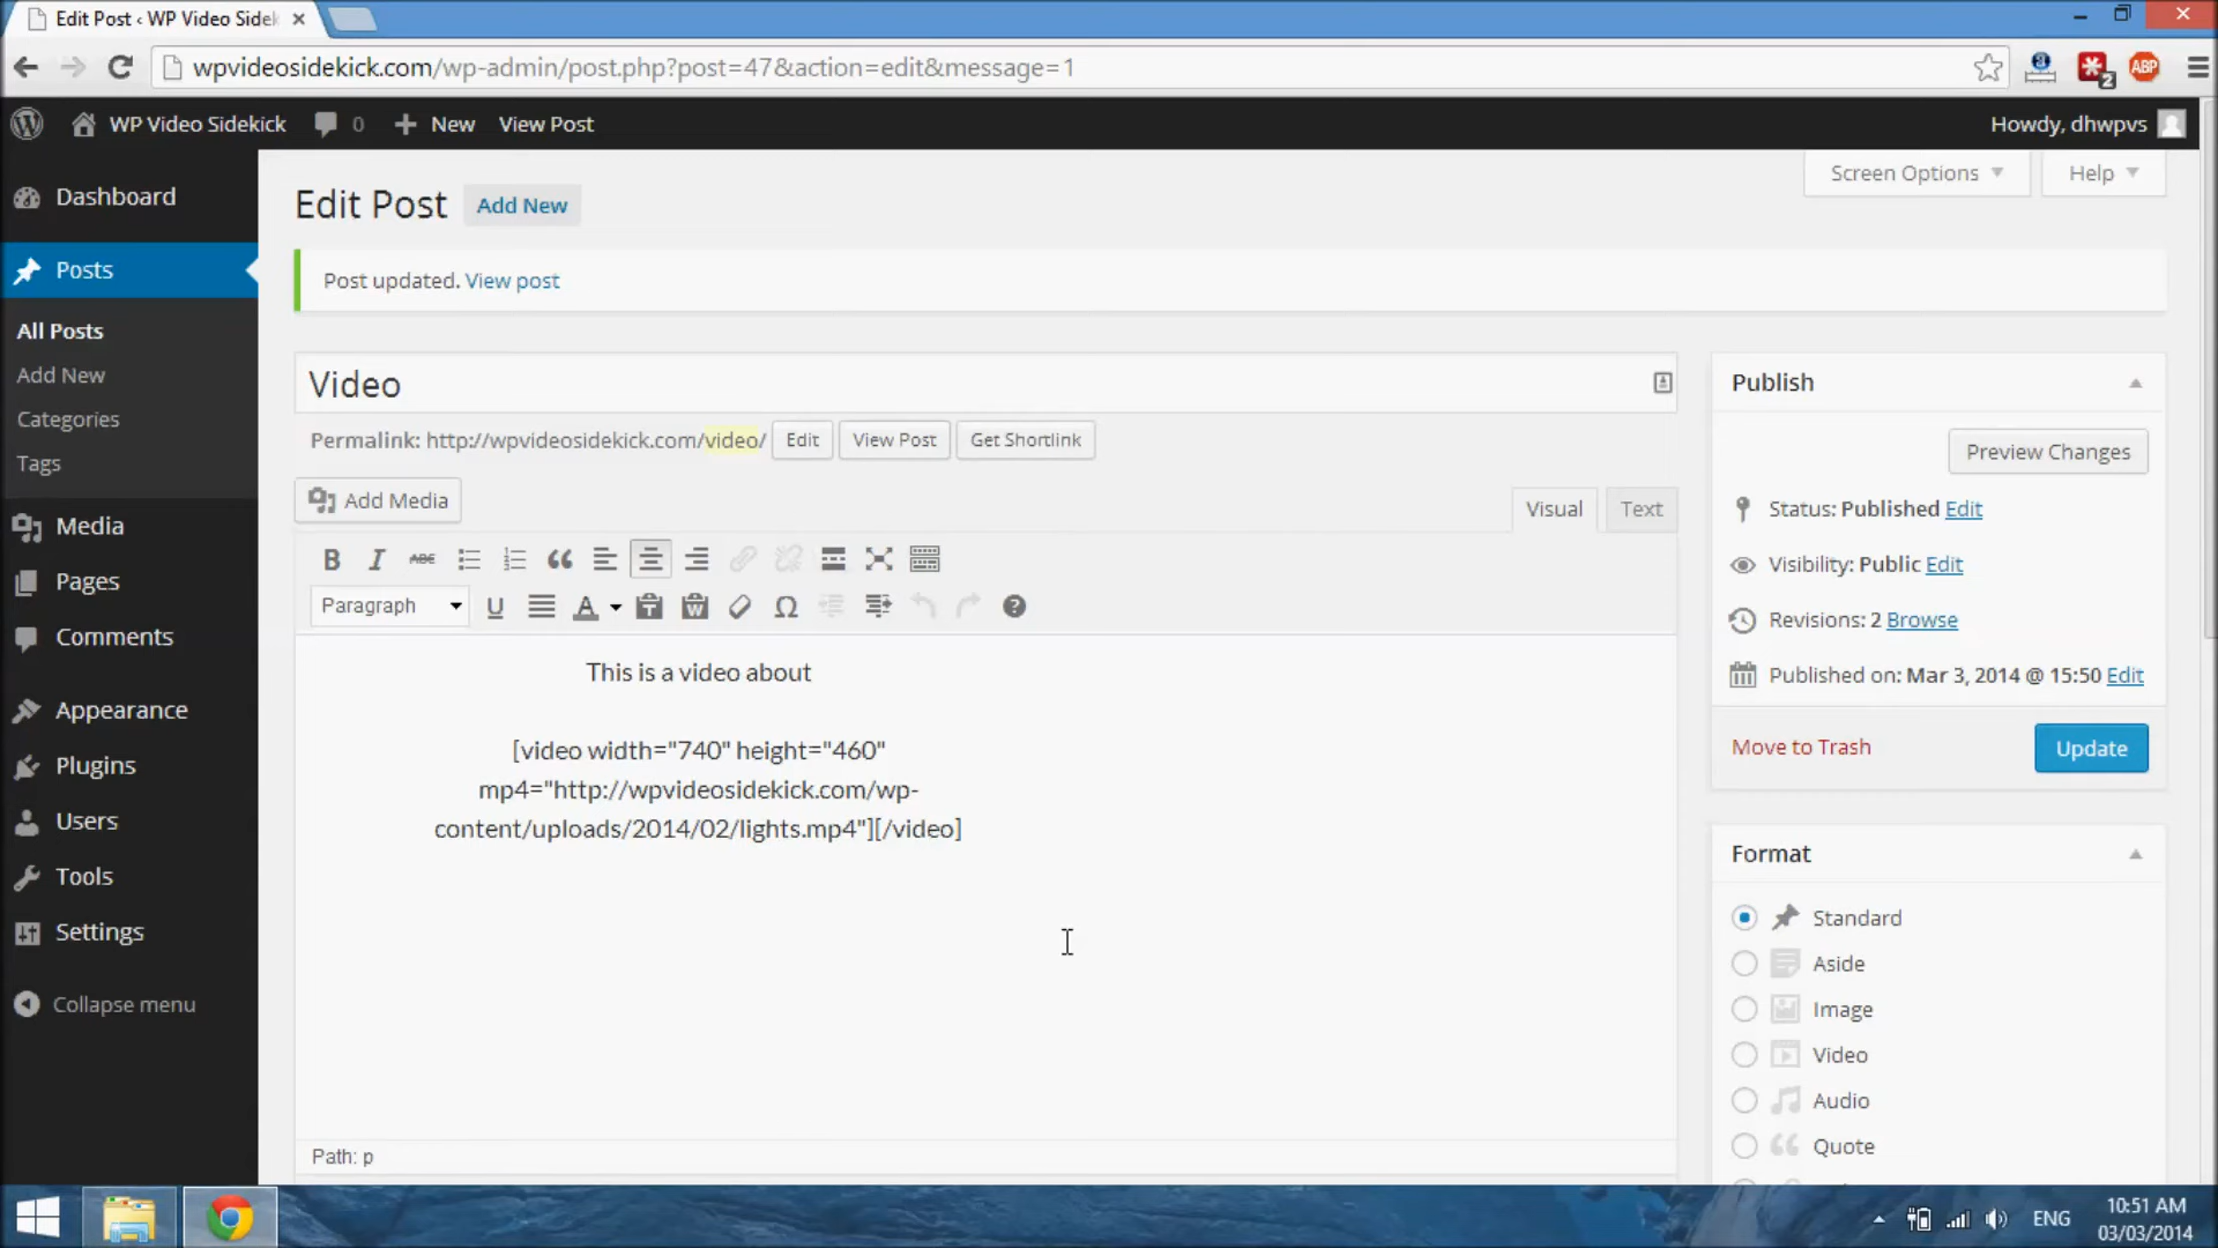 Edit Post ‹ WP Video Sidek
wpvideosidekick.com/wp-admin/post.php?post=47&action=edit&message=1
3
2
ABP
WP Video Sidekick
0
New
View Post
Howdy, dhwpvs
Dashboard
Posts
All Posts
Add New
Categories
Tags
Media
Pages
Comments
Appearance
Plugins
Users
Tools
Settings
Collapse menu
Screen Options
Help
Edit Post
Add New
Post updated. View post
Video
Permalink: http://wpvideosidekick.com/video/ Edit View Post Get Shortlink
Add Media
Visual
Text
B I ABC
Paragraph
U A T W Ω ?
This is a video about
[video width="740" height="460"
mp4="http://wpvideosidekick.com/wp-
content/uploads/2014/02/lights.mp4"][/video]
Path: p
Publish
Preview Changes
Status: Published Edit
Visibility: Public Edit
Revisions: 2 Browse
Published on: Mar 3, 2014 @ 15:50 Edit
Move to Trash
Update
Format
Standard
Aside
Image
Video
Audio
Quote
ENG
10:51 AM
03/03/2014